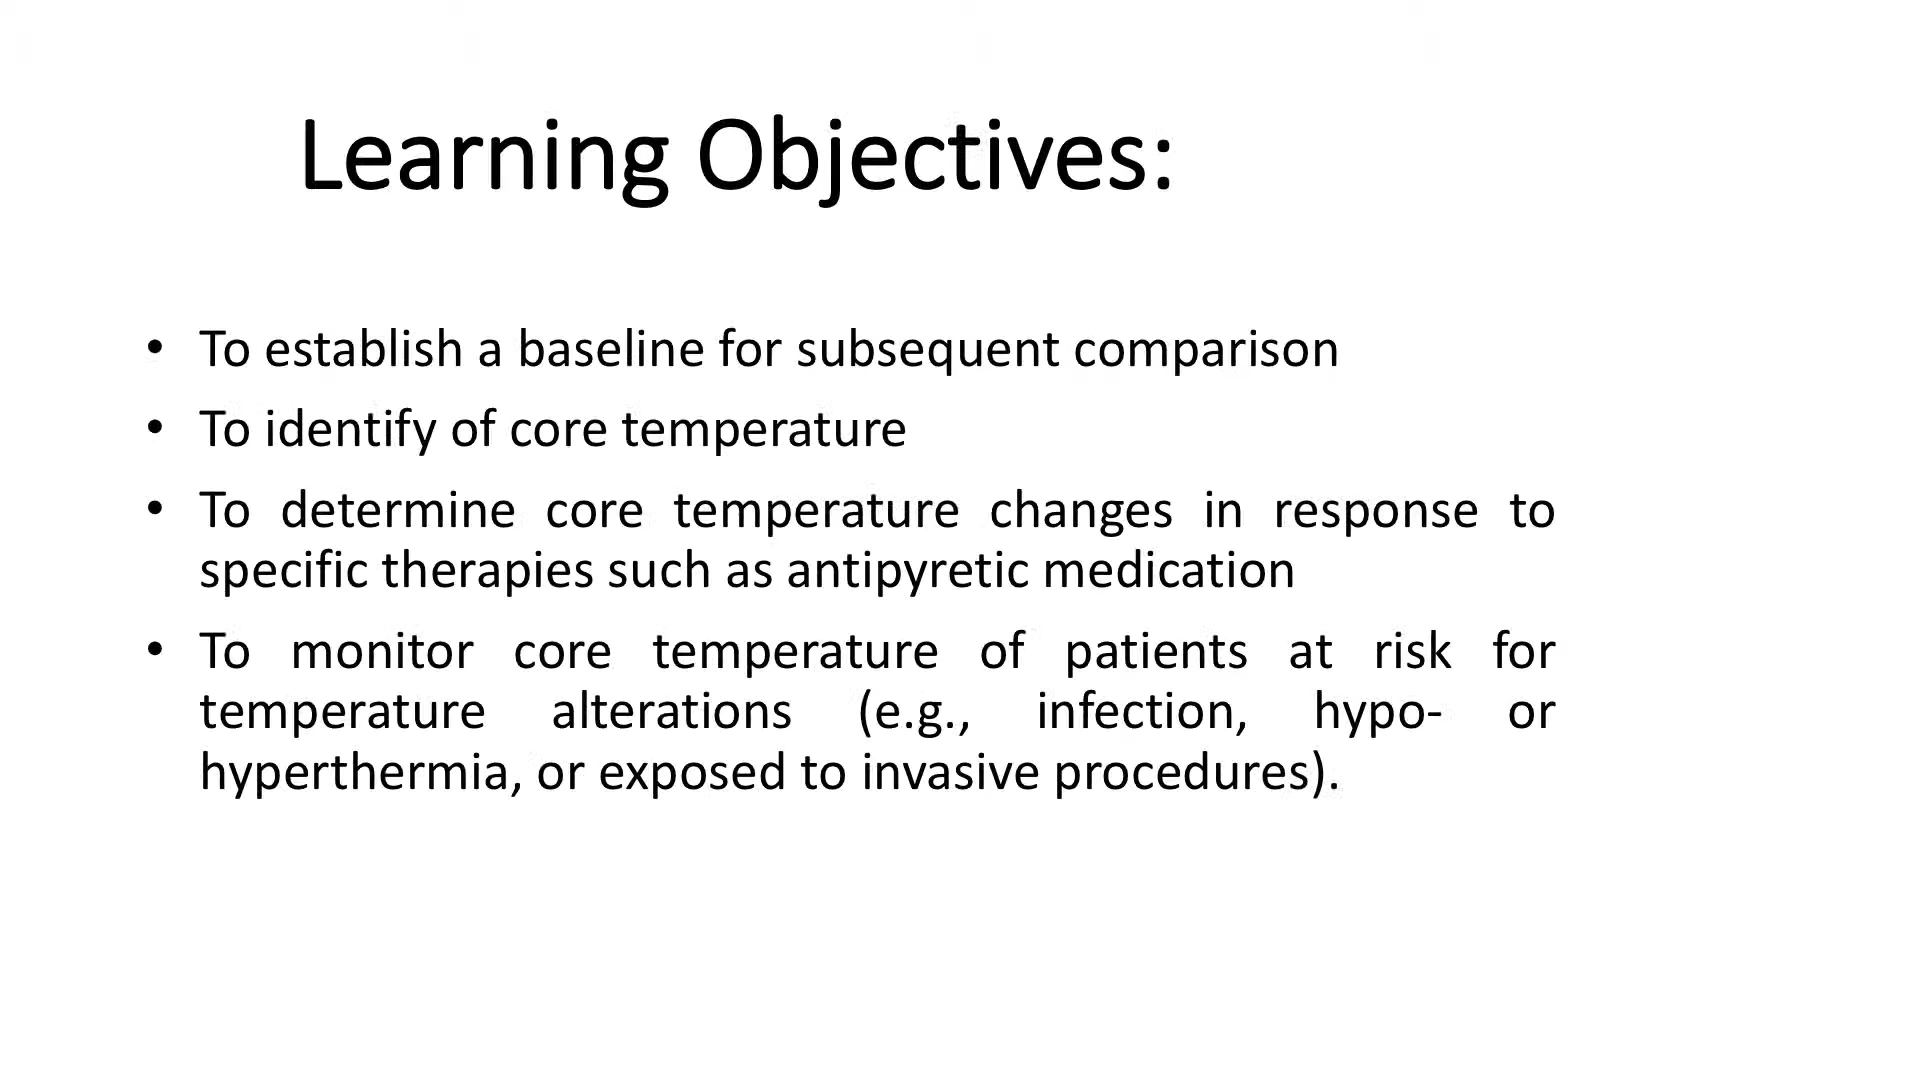 Learning Objectives:
• To establish a baseline for subsequent comparison
• To identify of core temperature
• To determine core temperature changes in response to
specific therapies such as antipyretic medication
• To monitor core temperature of patients at risk for
temperature alterations (e.g., infection, hypo- or
hyperthermia, or exposed to invasive procedures).